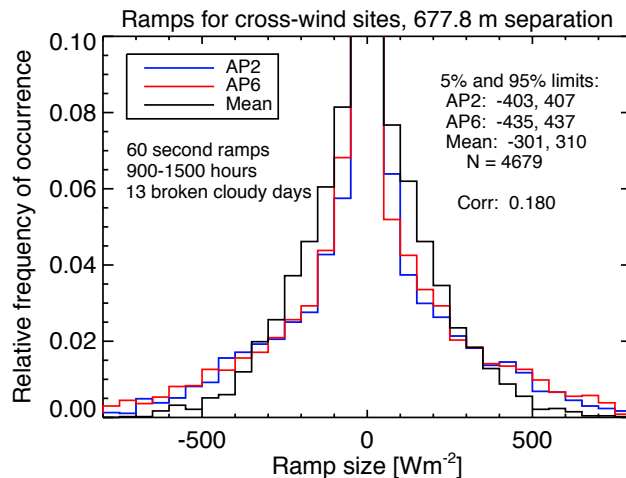 Ramps for cross-wind sites, 677.8 m separation
0.10
0.08
0.06
0.04
0.02
0.00
Relative frequency of occurrence
AP2
AP6
Mean
60 second ramps
900-1500 hours
13 broken cloudy days
5% and 95% limits:
AP2: -403, 407
AP6: -435, 437
Mean: -301, 310
N = 4679
Corr: 0.180
-500
0
500
Ramp size [Wm⁻²]